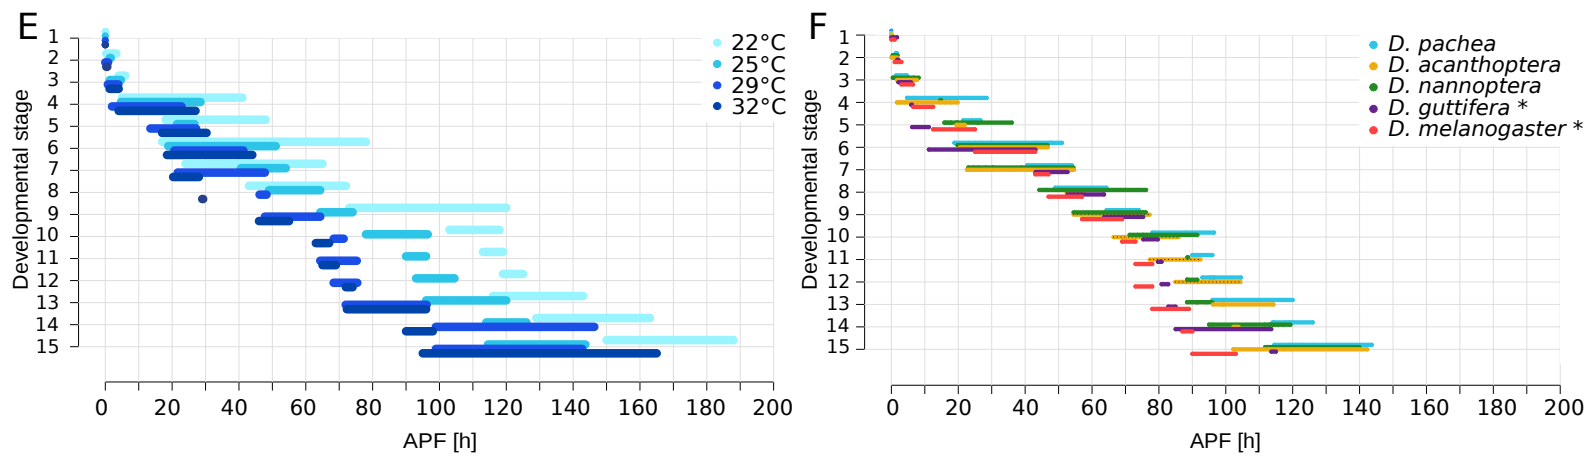 E
22°C
25°C
29°C
32°C
Developmental stage
1
2
3
4
5
6
7
8
9
10
11
12
13
14
15
0 20 40 60 80 100 120 140 160 180 200
APF [h]
F
D. pachea
D. acanthoptera
D. nannoptera
D. guttifera *
D. melanogaster *
Developmental stage
1
2
3
4
5
6
7
8
9
10
11
12
13
14
15
0 20 40 60 80 100 120 140 160 200
APF [h]